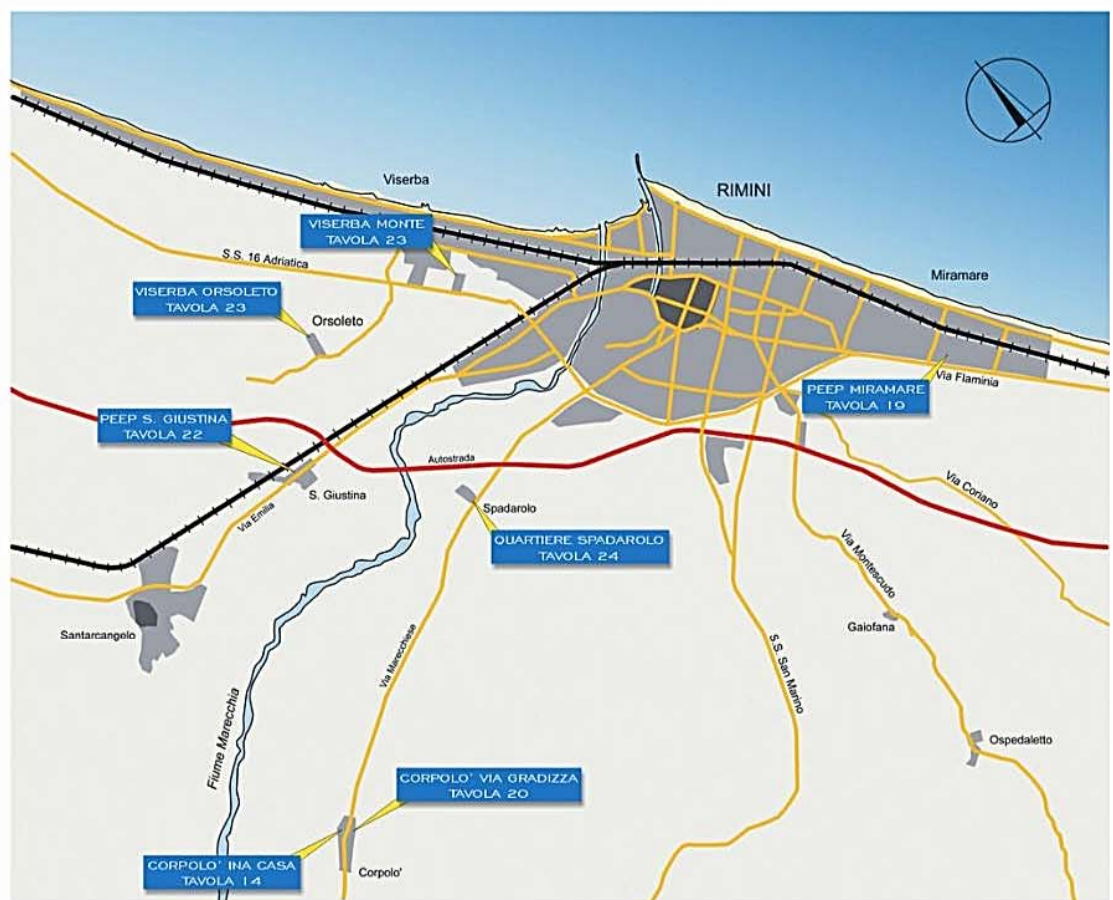 Viserba
RIMINI
VISERBA MONTE
TAVOLA 23
S.S. 16 Adriatica
Miramare
VISERBA ORSOLETO
TAVOLA 23
Orsoleto
Via Flaminia
PEEP MIRAMARE
TAVOLA 19
PEEP S. GIUSTINA
TAVOLA 22
Autostrada
S. Giustina
Via Emilia
Spadarolo
Via Coriano
QUARTIERE SPADAROLO
TAVOLA 24
Via Montescudo
Santarcangelo
Gaiofana
Via Marecchiese
S.S. San Marino
Fiume Marecchia
Ospedaletto
CORPOLO' VIA GRADIZZA
TAVOLA 20
CORPOLO' INA CASA
TAVOLA 14
Corpolo'